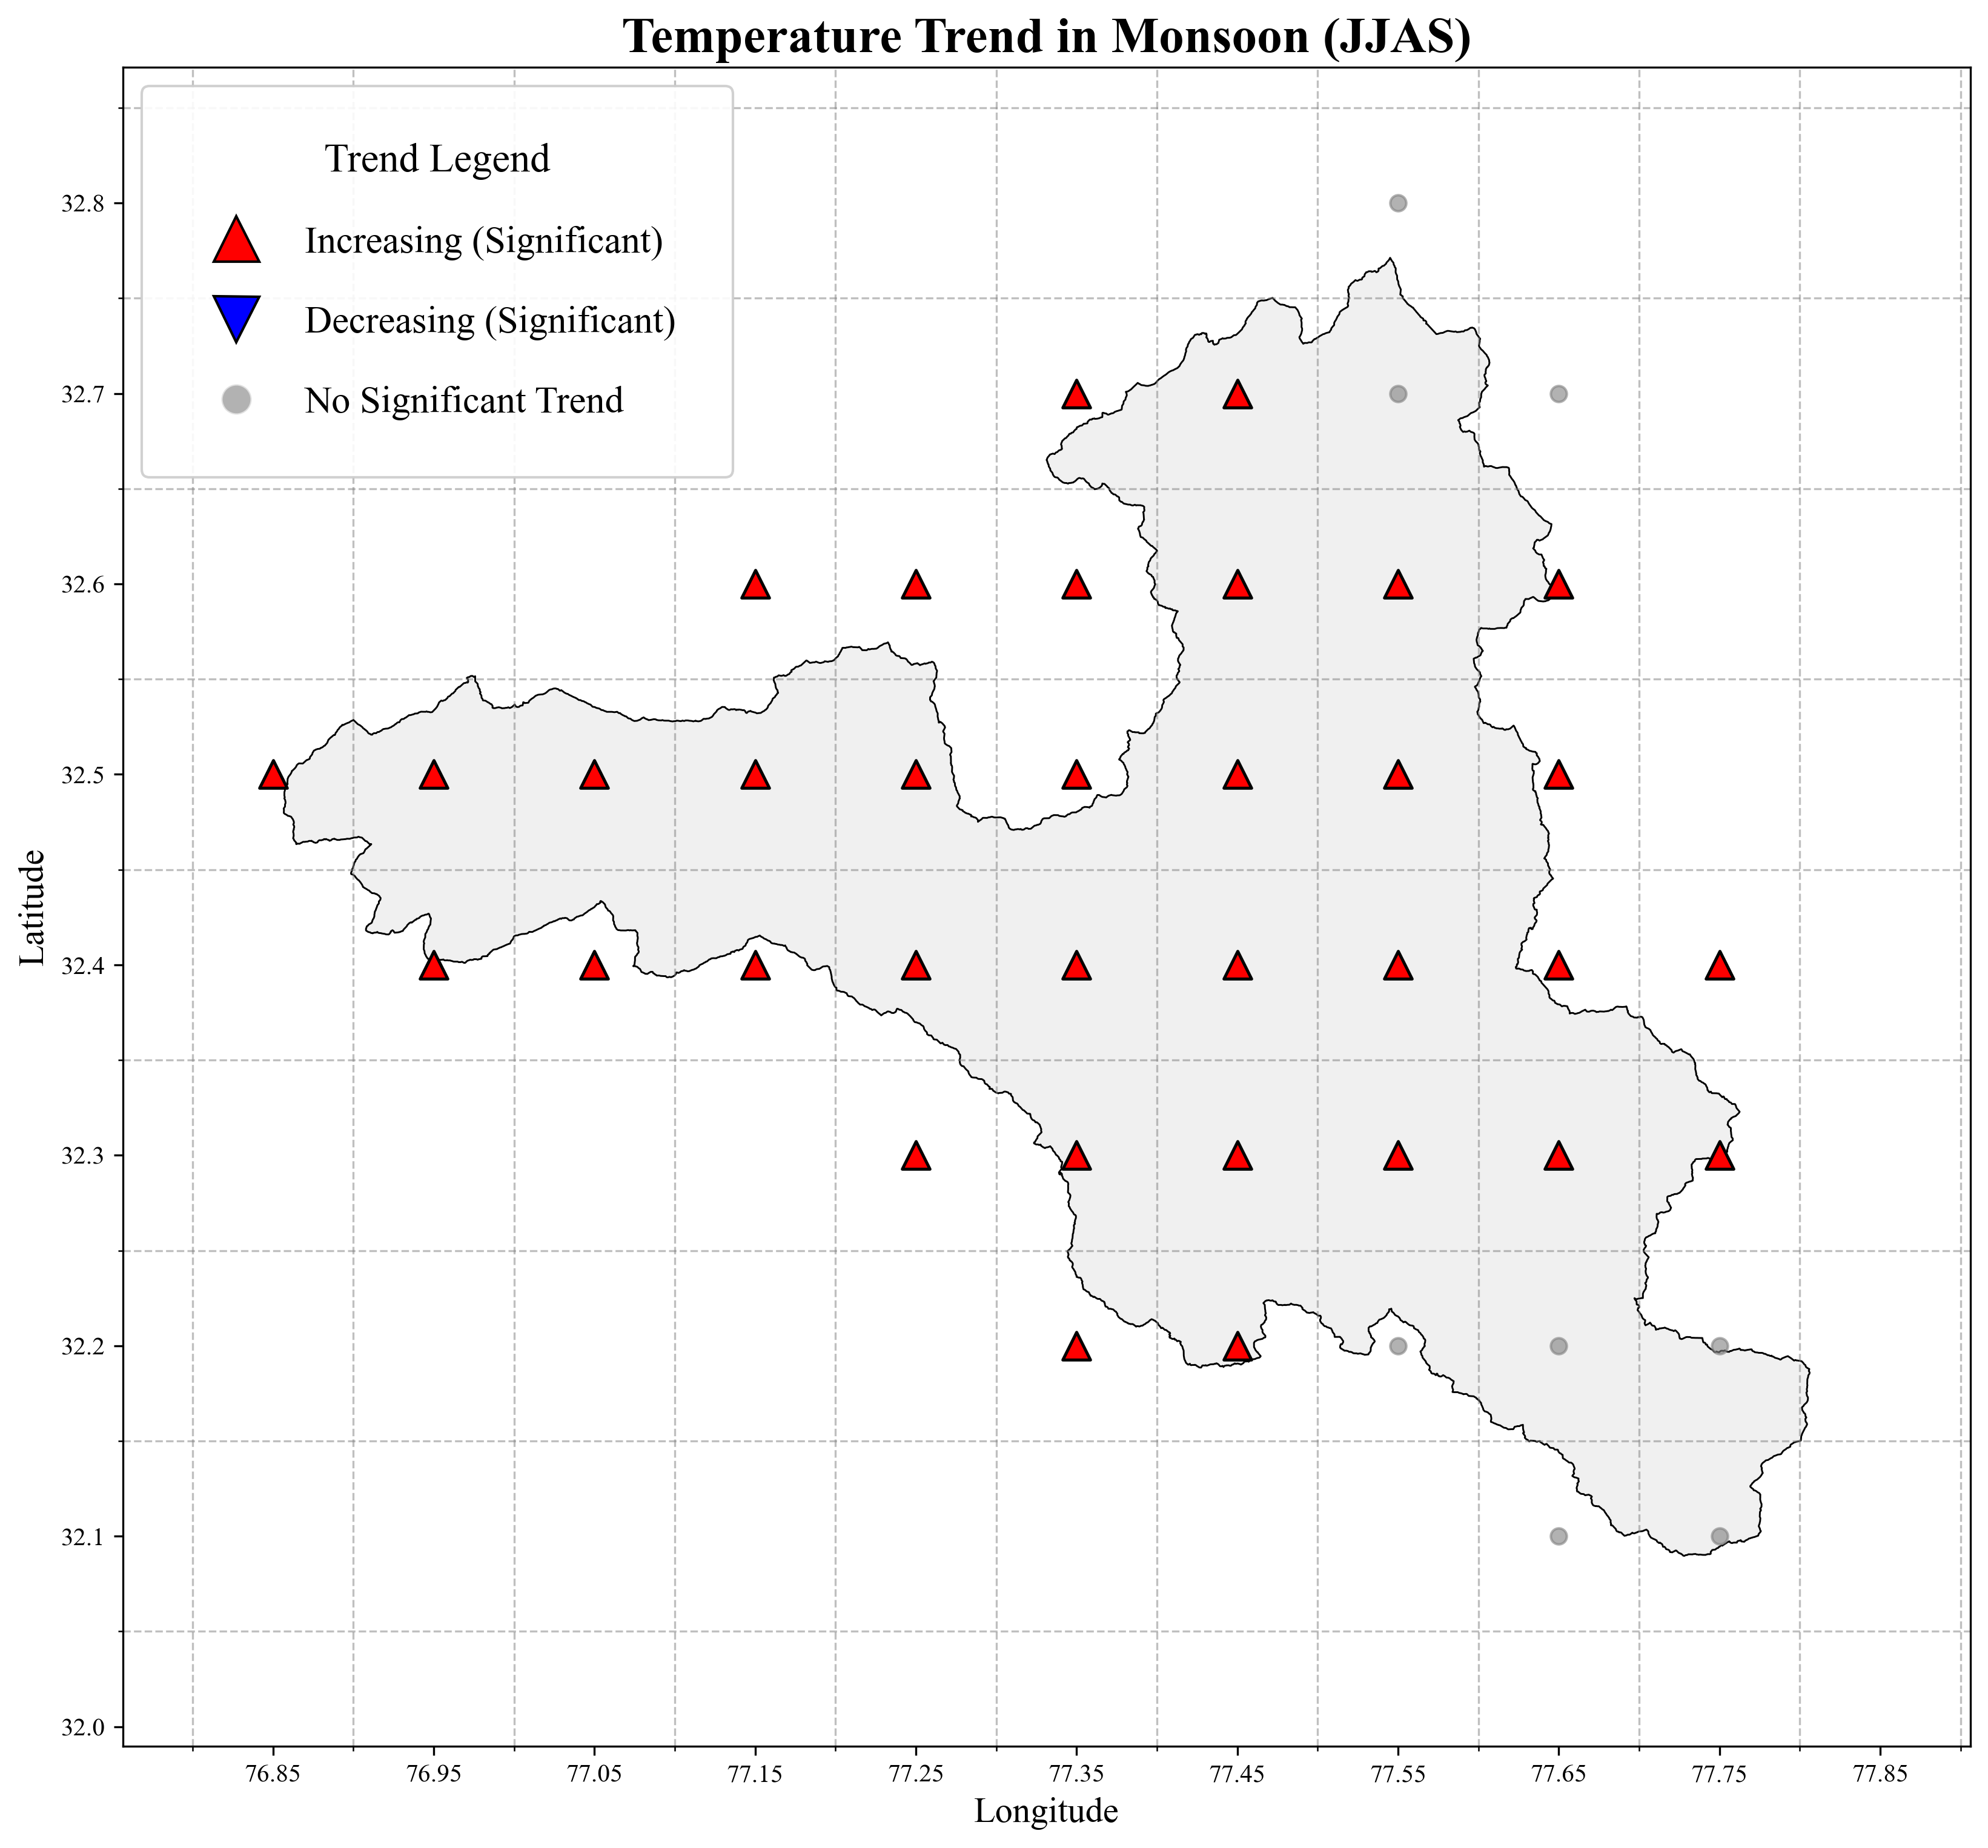 Temperature Trend in Monsoon (JJAS)
Trend Legend
Increasing (Significant)
Decreasing (Significant)
No Significant Trend
Latitude
32.8
32.7
32.6
32.5
32.4
32.3
32.2
32.1
32.0
76.85 76.95 77.05 77.15 77.25 77.35 77.45 77.55 77.65 77.75 77.85
Longitude